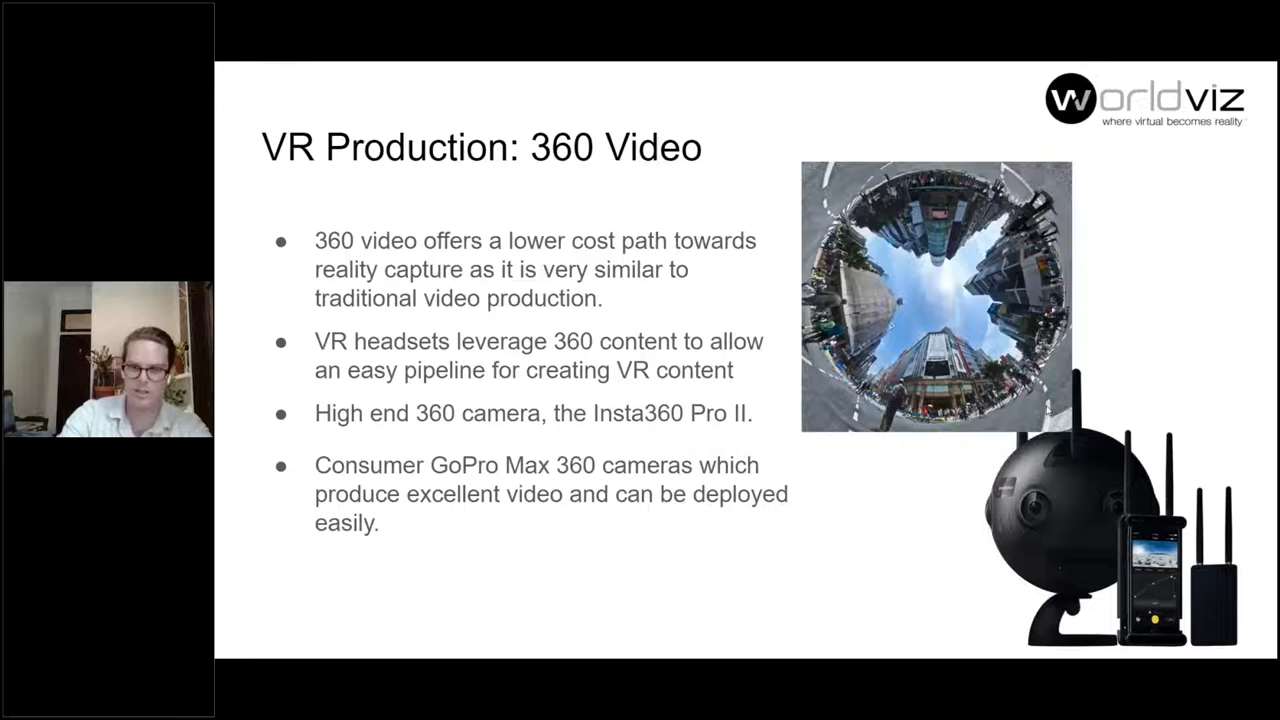 worldviz
where virtual becomes reality
VR Production: 360 Video
● 360 video offers a lower cost path towards
reality capture as it is very similar to
traditional video production.
● VR headsets leverage 360 content to allow
an easy pipeline for creating VR content
● High end 360 camera, the Insta360 Pro II.
● Consumer GoPro Max 360 cameras which
produce excellent video and can be deployed
easily.